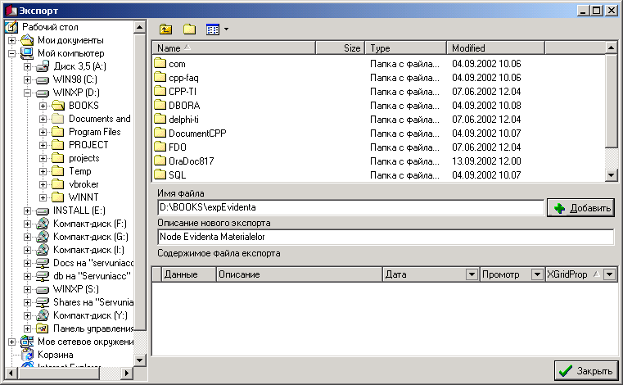 Экспорт
Рабочий стол
Мои документы
Мой компьютер
Диск 3,5 (A:)
WIN98 (C:)
WINXP (D:)
BOOKS
Documents and
Program Files
PROJECT
projects
Temp
vbroker
WINNT
INSTALL (E:)
Компакт-диск (F:)
Компакт-диск (G:)
Компакт-диск (I:)
Docs на "Servuniacc"
db на "Servuniacc"
WINXP (S:)
Shares на "Servuniacc
Компакт-диск (Y:)
Панель управления
Мое сетевое окружени
Корзина
Internet Explorer
Name Size Type Modified
com Папка с файла... 04.09.2002 10.06
cpp-faq Папка с файла... 04.09.2002 10.06
CPP-TI Папка с файла... 07.06.2002 12.04
DBORA Папка с файла... 04.09.2002 10.06
delphi-ti Папка с файла... 07.06.2002 12.04
DocumentCPP Папка с файла... 04.09.2002 10.07
FDO Папка с файла... 07.06.2002 12.04
OraDoc817 Папка с файла... 13.09.2002 12.00
SQL Папка с файла... 04.09.2002 10.07
Имя Файла
D:\BOOKS\expEvidenta
Добавить
Описание нового экспорта
Node Evidenta Materialelor
Содержимое Файла експорта
Данные Описание Дата Промотр XGridProp
Закрыть